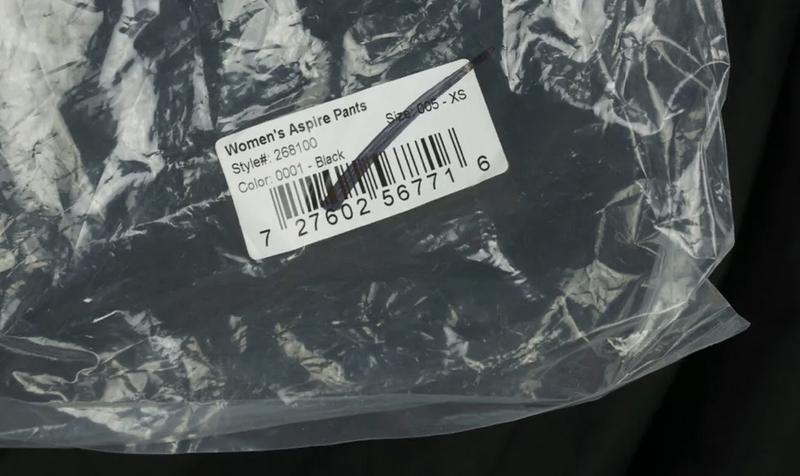 Women's Aspire Pants
Style#: 268100 Size: 005 - XS
Color: 0001 - Black
7 27602 56771 6